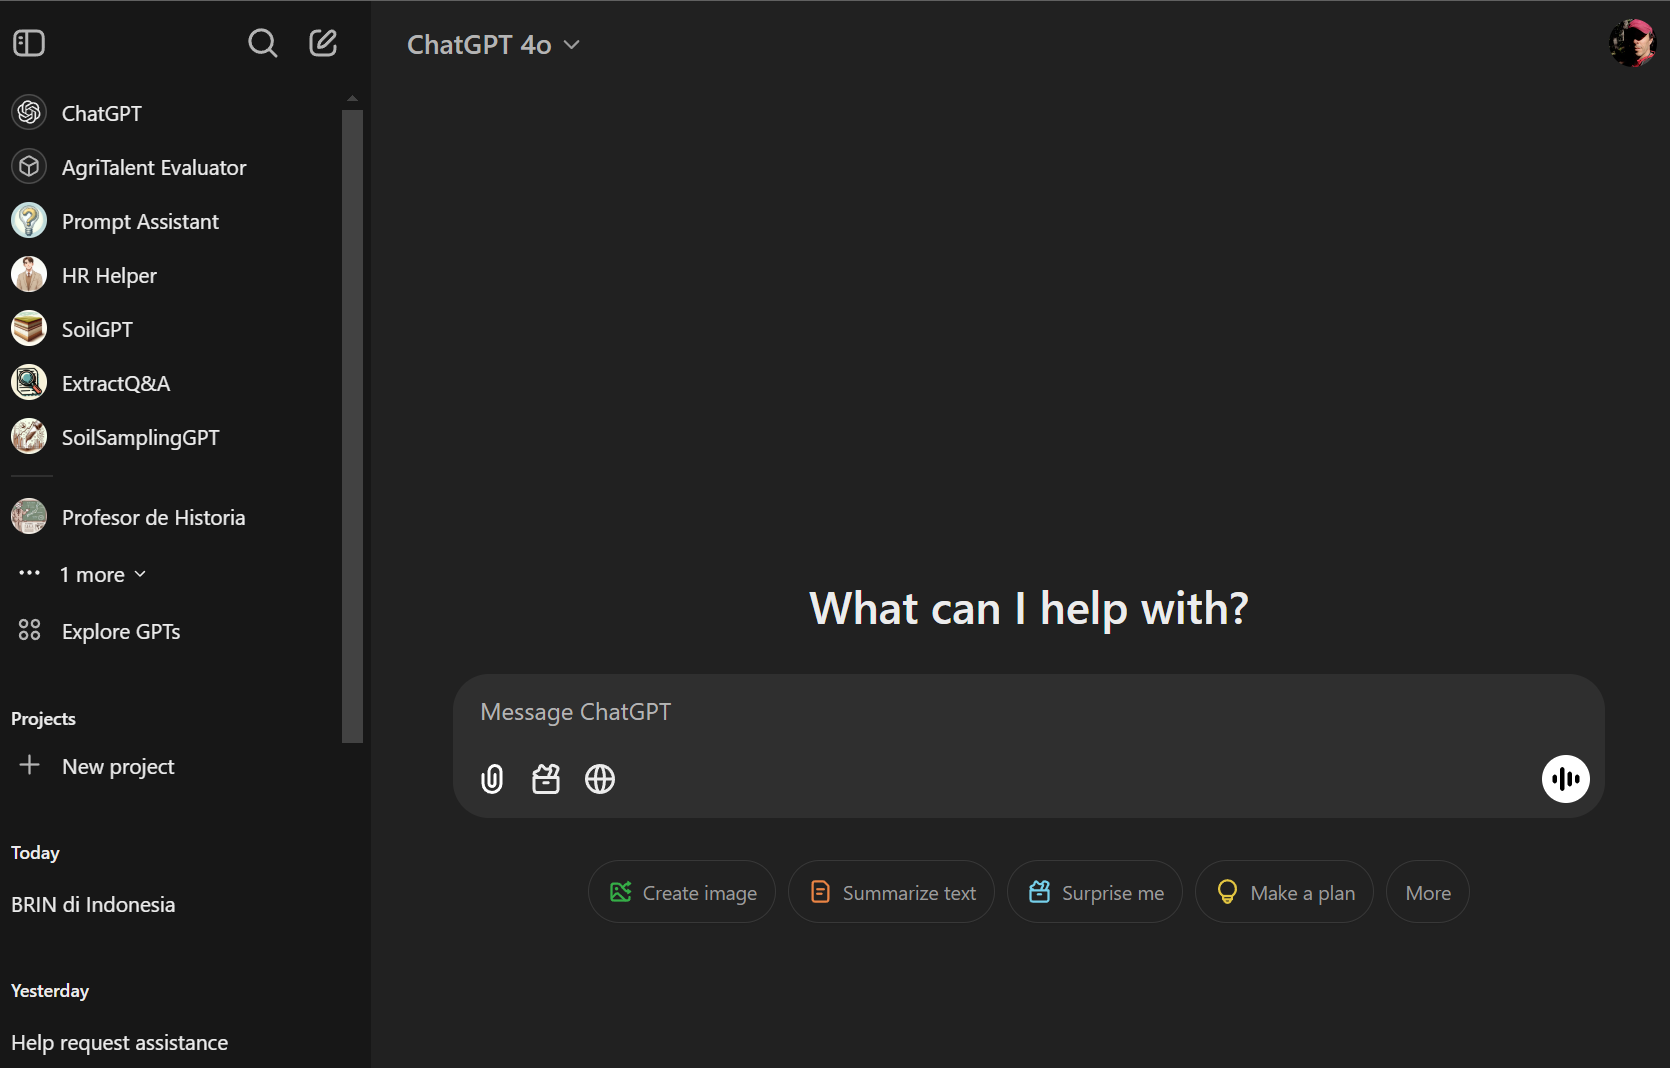 ChatGPT
AgriTalent Evaluator
Prompt Assistant
HR Helper
SoilGPT
ExtractQ&A
SoilSamplingGPT
Profesor de Historia
1 more
Explore GPTs
Projects
New project
Today
BRIN di Indonesia
Yesterday
Help request assistance
ChatGPT 4o
What can I help with?
Message ChatGPT
Create image
Summarize text
Surprise me
Make a plan
More